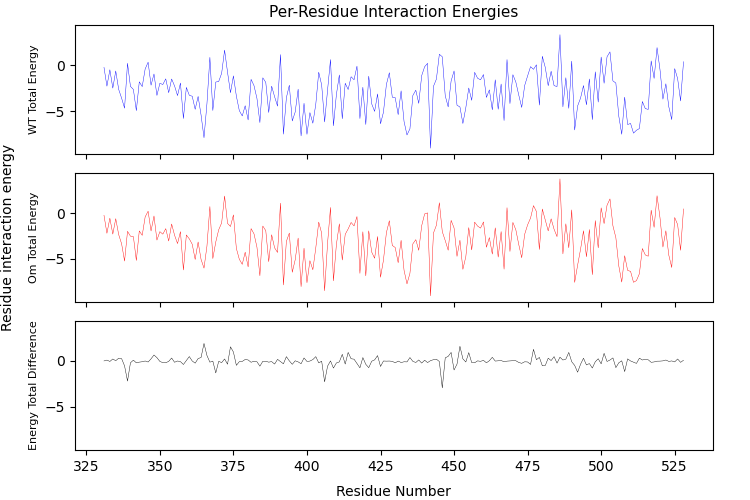 Per-Residue Interaction Energies
Residue interaction energy
WT Total Energy
0
−5
Om Total Energy
0
−5
Energy Total Difference
0
−5
325 350 375 400 425 450 475 500 525
Residue Number